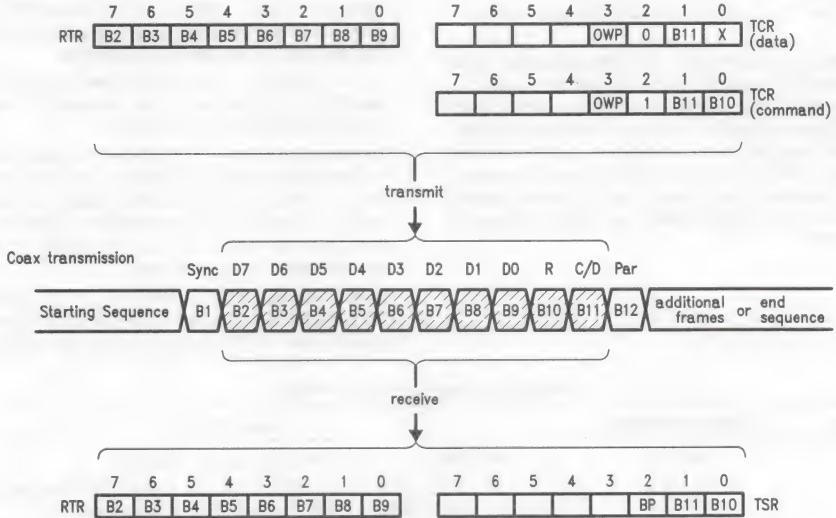 7 6 5 4 3 2 1 0
RTR B2 B3 B4 B5 B6 B7 B8 B9
7 6 5 4 3 2 1 0
OWP 0 B11 X TCR
(data)
7 6 5 4 3 2 1 0
OWP 1 B11 B10 TCR
(command)
transmit
Coax transmission
Sync D7 D6 D5 D4 D3 D2 D1 D0 R C/D Par
Starting Sequence B1 B2 B3 B4 B5 B6 B7 B8 B9 B10 B11 B12 additional frames or end sequence
receive
7 6 5 4 3 2 1 0
RTR B2 B3 B4 B5 B6 B7 B8 B9
7 6 5 4 3 2 1 0
BP B11 B10 TSR